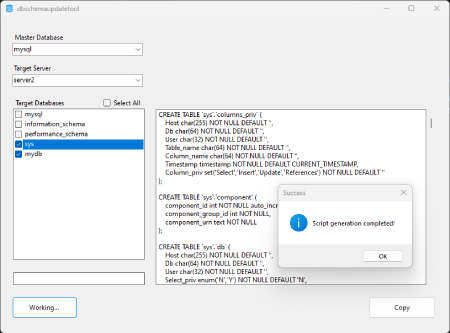 dbschemaupdatetool
Master Database
mysql
Target Server
server2
Target Databases
Select All
mysql
information_schema
performance_schema
sys
mydb
CREATE TABLE `sys`.`columns_priv` (
Host char(255) NOT NULL DEFAULT '',
Db char(64) NOT NULL DEFAULT '',
User char(32) NOT NULL DEFAULT '',
Table_name char(64) NOT NULL DEFAULT '',
Column_name char(64) NOT NULL DEFAULT '',
Timestamp timestamp NOT NULL DEFAULT CURRENT_TIMESTAMP,
Column_priv set('Select','Insert','Update','References') NOT NULL DEFAULT ''
);
CREATE TABLE `sys`.`component` (
component_id int NOT NULL auto_incr
component_group_id int NOT NULL,
component_urn text NOT NULL
);
CREATE TABLE `sys`.`db` (
Host char(255) NOT NULL DEFAULT '',
Db char(64) NOT NULL DEFAULT '',
User char(32) NOT NULL DEFAULT '',
Select_priv enum('N','Y') NOT NULL DEFAULT 'N',
Success
Script generation completed!
OK
Working...
Copy